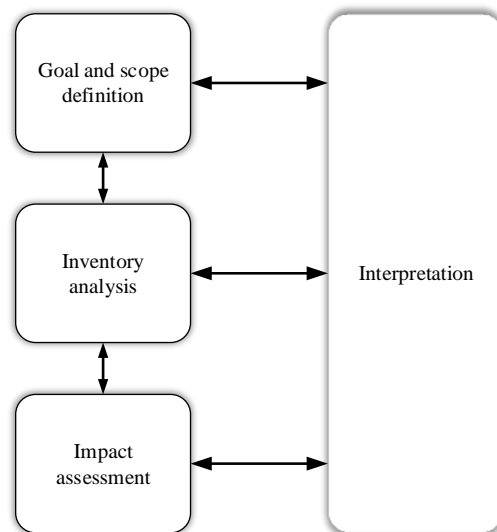 Goal and scope
definition
Inventory
analysis
Interpretation
Impact
assessment